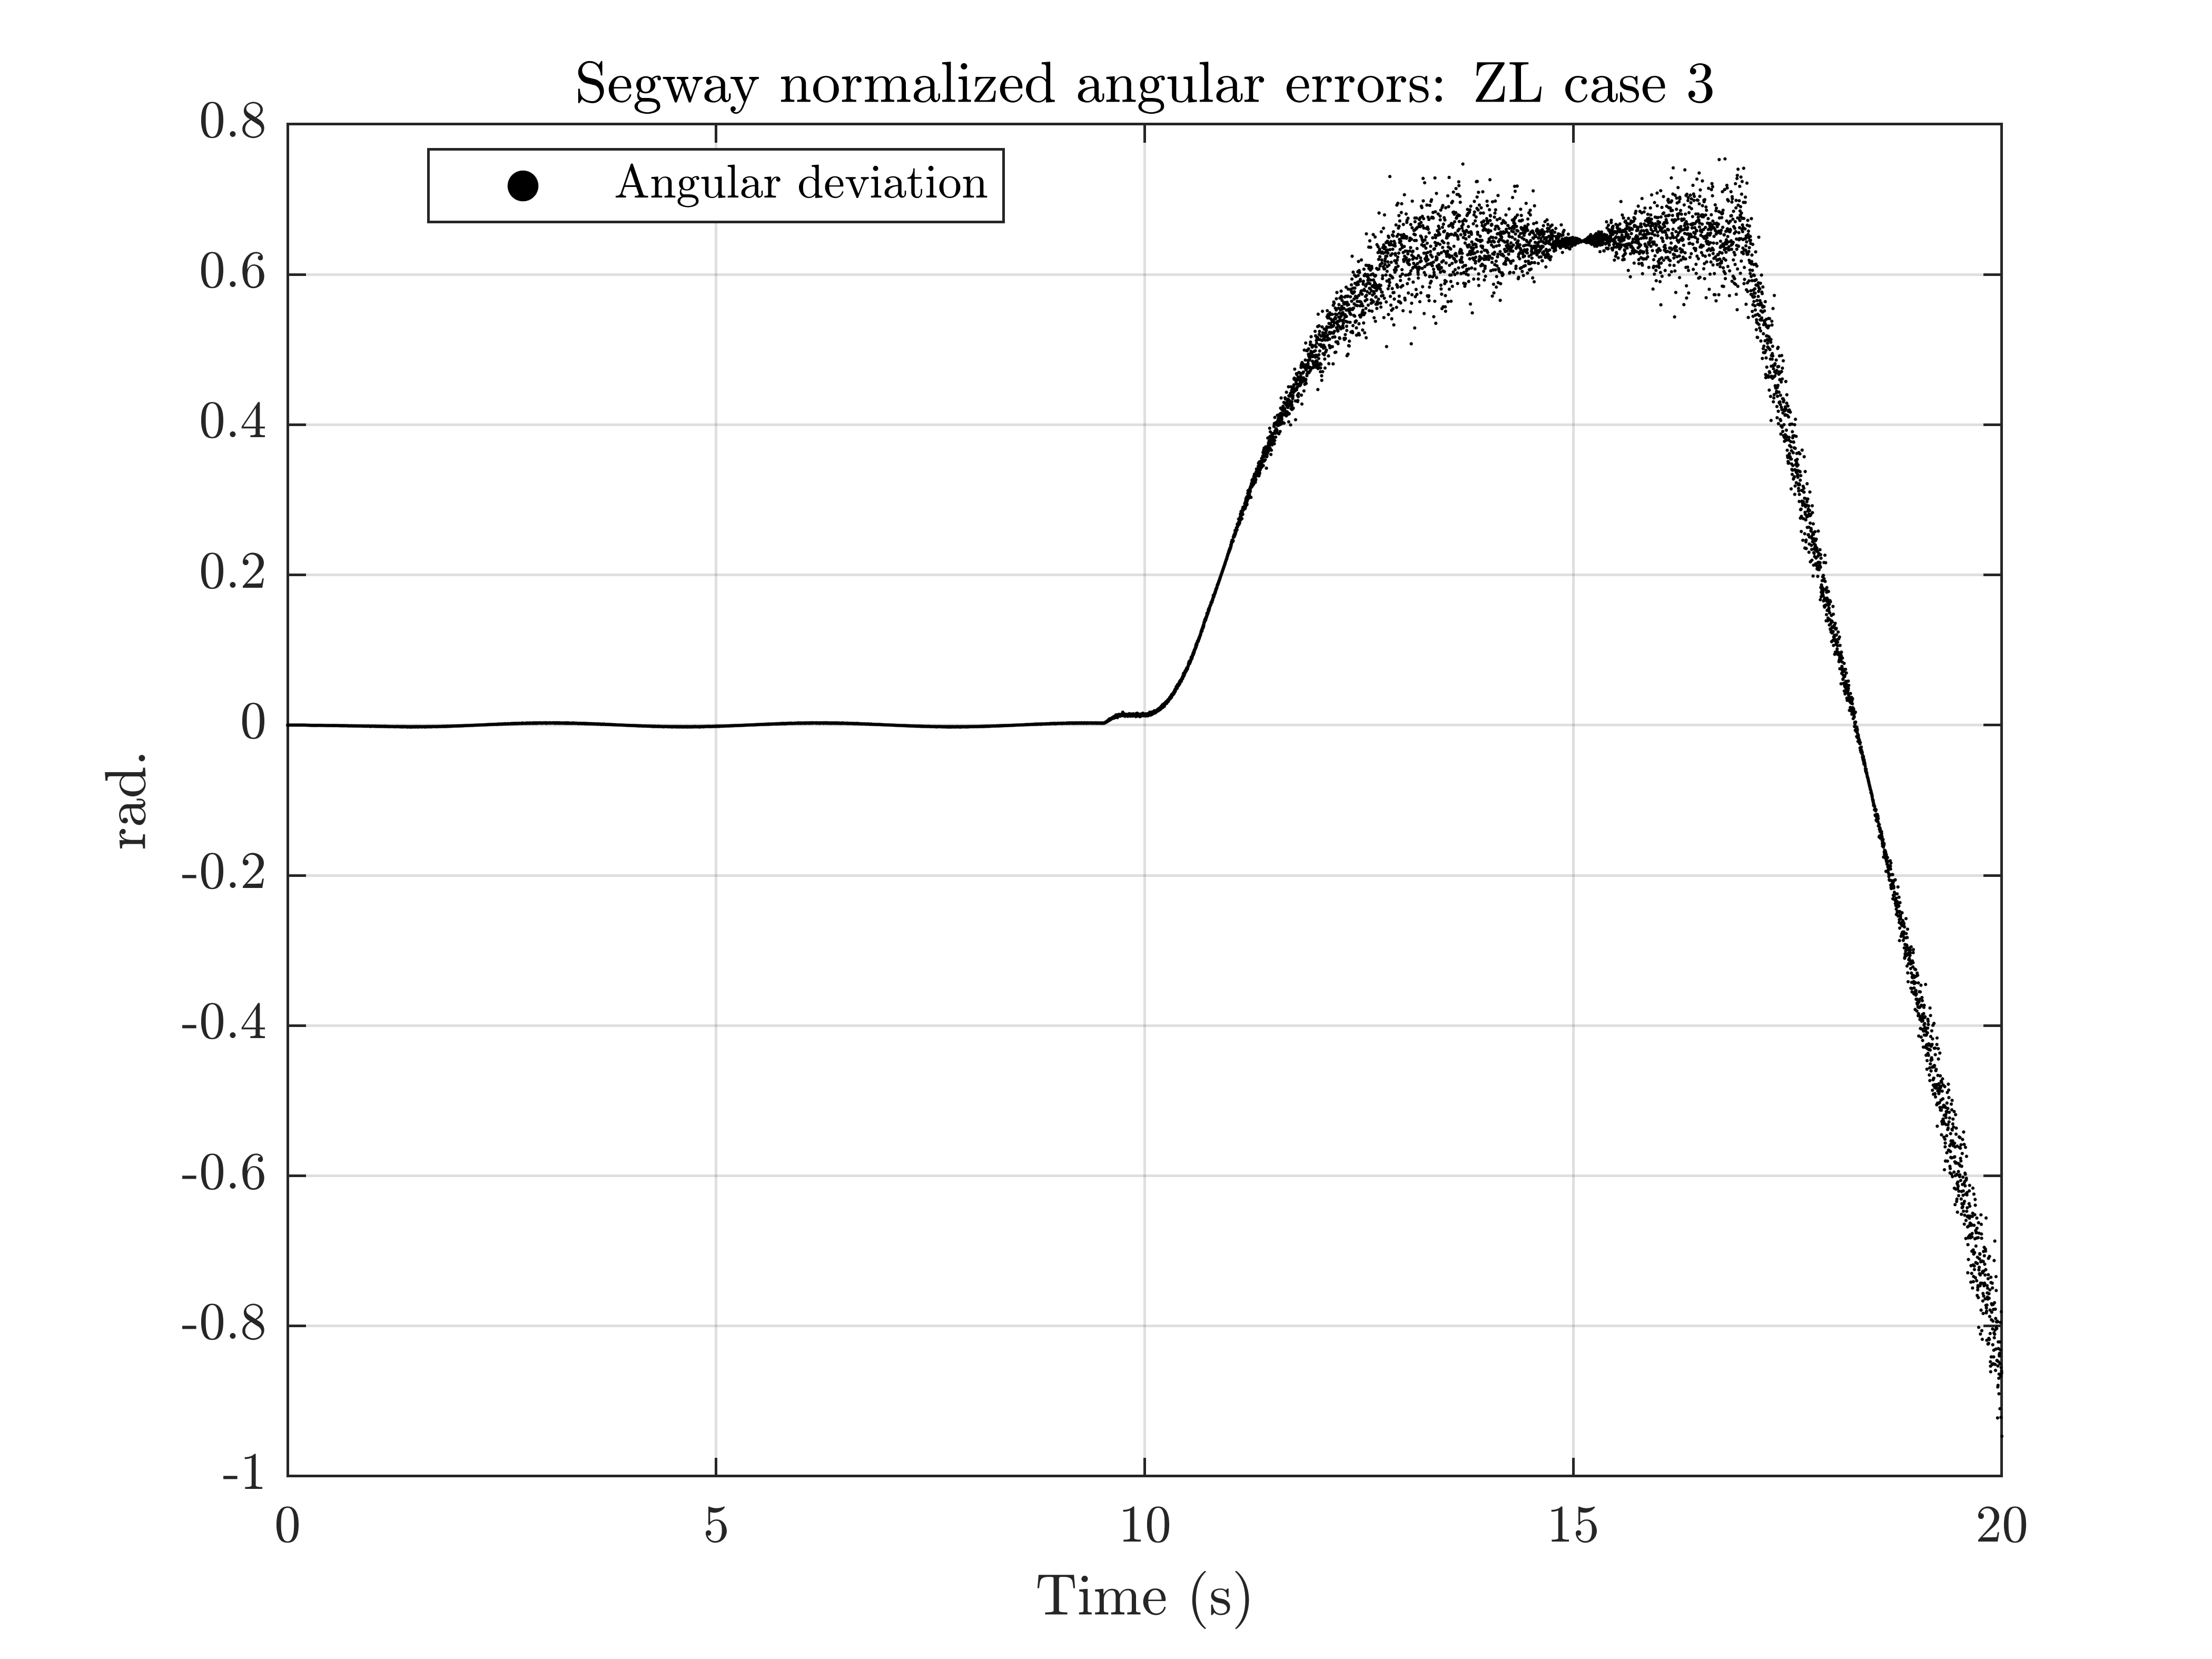 Segway normalized angular errors: ZL case 3
Angular deviation
0.8
0.6
0.4
0.2
0
-0.2
-0.4
-0.6
-0.8
-1
rad.
0 5 10 15 20
Time (s)